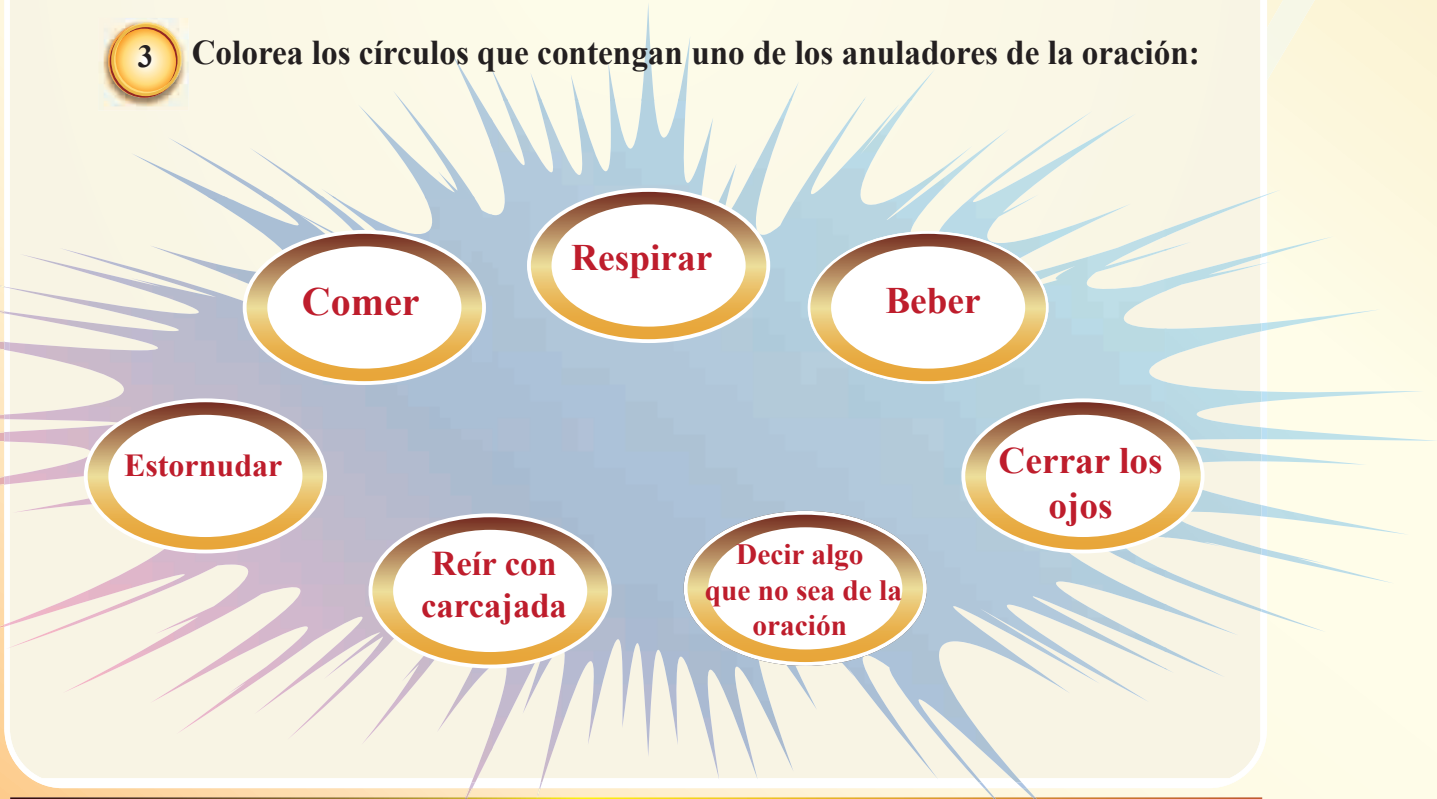 3 Colorea los círculos que contengan uno de los anuladores de la oración:
Respirar
Comer
Beber
Estornudar
Cerrar los
ojos
Reír con
carcajada
Decir algo
que no sea de la
oración